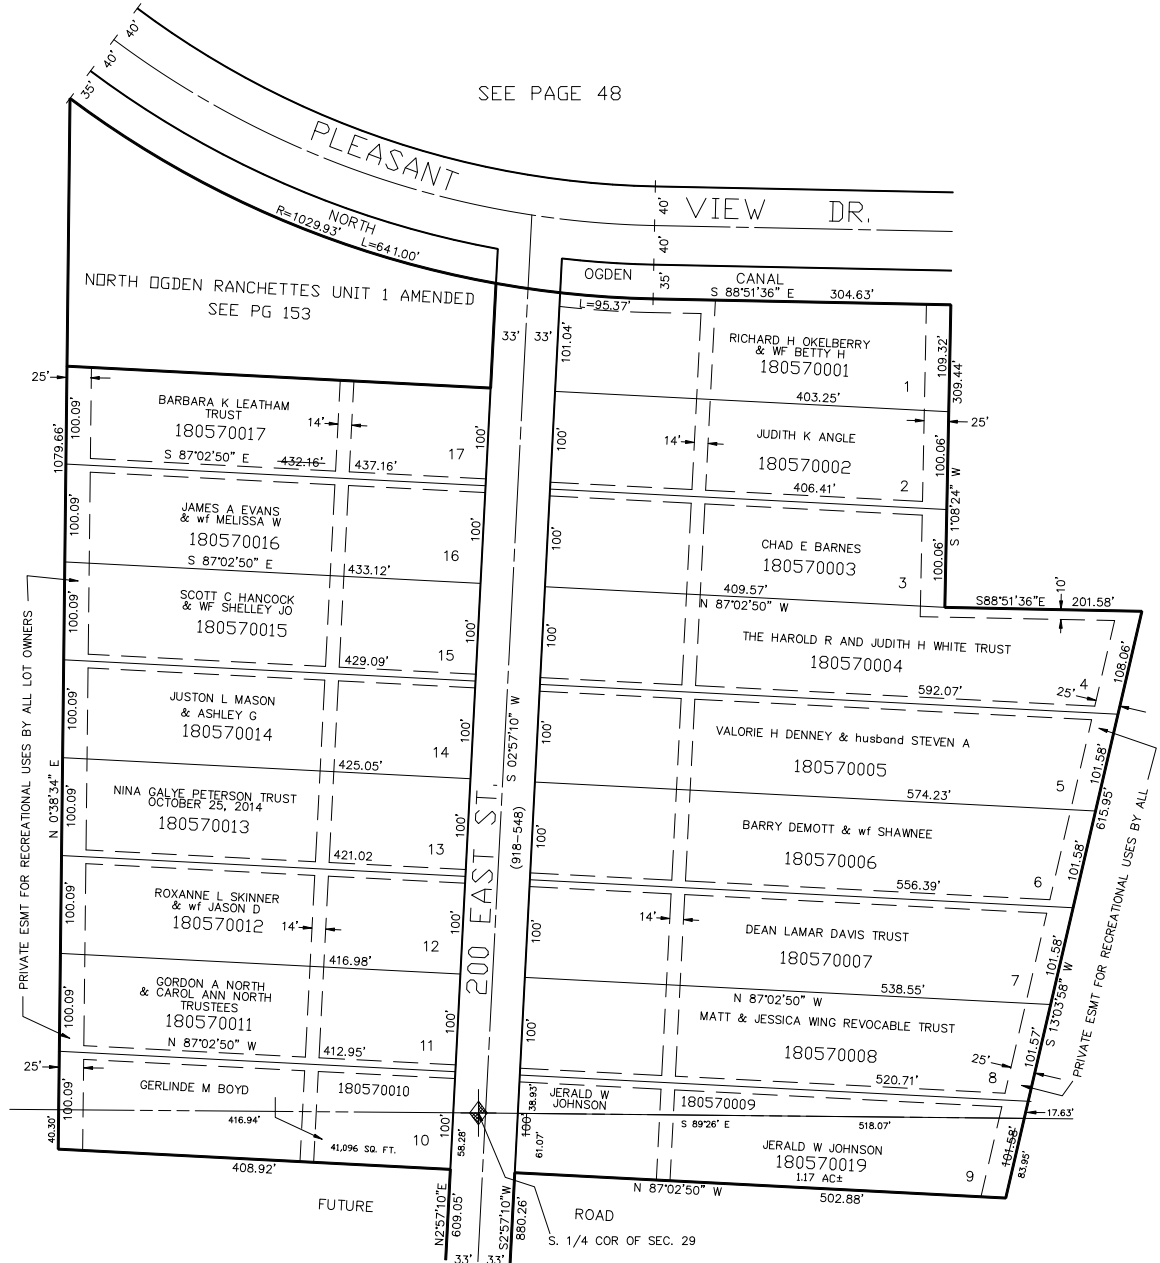 40'
40'
35'
SEE PAGE 48
PLEASANT
VIEW DR.
40'
40'
35'
NORTH
R=1029.93'
L=641.00'
OGDEN
CANAL
S 88°51'36" E 304.63'
L=95.37'
NORTH OGDEN RANCHETTES UNIT 1 AMENDED
SEE PG 153
33' 33'
101.04'
RICHARD H OKELBERRY
& WF BETTY H
180570001
1
109.32'
309.44'
403.25'
25'
25'
BARBARA K LEATHAM
TRUST
180570017
14'
17
100.09'
1079.66'
100'
S 87°02'50" E 432.16' 437.16'
100'
14'
JUDITH K ANGLE
180570002
406.41'
2
100.06'
S 1°08'24" W
JAMES A EVANS
& wf MELISSA W
180570016
S 87°02'50" E
433.12'
16
100.09'
100'
100'
CHAD E BARNES
180570003
3
409.57'
N 87°02'50" W
100.06'
S88°51'36"E 201.58'
10'
SCOTT C HANCOCK
& WF SHELLEY JO
180570015
429.09'
15
100.09'
100'
100'
THE HAROLD R AND JUDITH H WHITE TRUST
180570004
592.07'
4
25'
108.06'
PRIVATE ESMT FOR RECREATIONAL USES BY ALL LOT OWNERS
JUSTON L MASON
& ASHLEY G
180570014
425.05'
14
100.09'
100'
S 02°57'10" W
100'
VALORIE H DENNEY & husband STEVEN A
180570005
574.23'
5
101.58'
615.95'
N 0°38'34" E
NINA GALYE PETERSON TRUST
OCTOBER 25, 2014
180570013
421.02
13
100.09'
100'
200 EAST ST.
(918-548)
100'
BARRY DEMOTT & wf SHAWNEE
180570006
556.39'
6
101.58'
PRIVATE ESMT FOR RECREATIONAL USES BY ALL
ROXANNE L SKINNER
& wf JASON D
180570012
14'
416.98'
12
100.09'
100'
100'
14'
DEAN LAMAR DAVIS TRUST
180570007
538.55'
7
101.58'
S 13°03'58" W
GORDON A NORTH
& CAROL ANN NORTH
TRUSTEES
180570011
N 87°02'50" W
412.95'
11
100.09'
100'
100'
N 87°02'50" W
MATT & JESSICA WING REVOCABLE TRUST
180570008
520.71'
8
25'
101.57'
25'
GERLINDE M BOYD
180570010
100.09'
40.30'
416.94'
41,096 SQ. FT.
10
100'
58.28'
408.92'
JERALD W
JOHNSON
38.93'
100'
61.07'
180570009
S 89°26' E 518.07'
17.63'
JERALD W JOHNSON
180570019
1.17 AC±
9
101.58'
83.95'
N 87°02'50" W
502.88'
FUTURE
ROAD
N2°57'10"E
609.05'
S2°57'10"W
880.26'
S. 1/4 COR OF SEC. 29
33' 33'